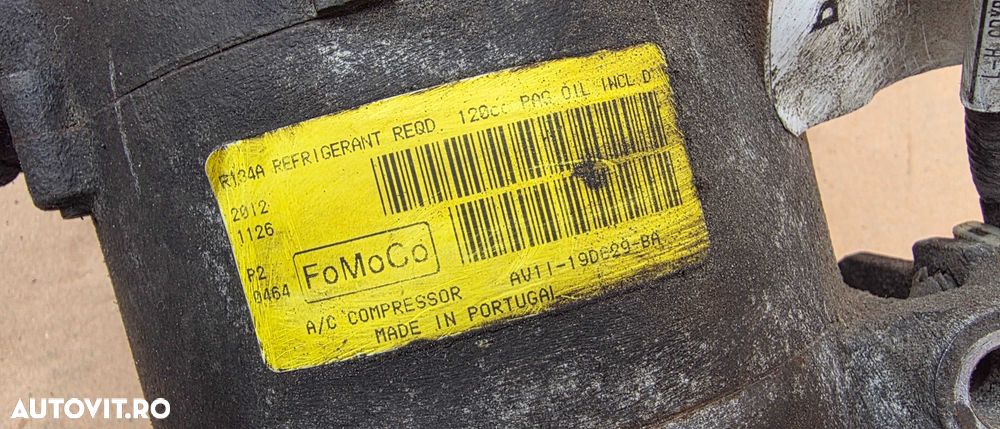 R134A REFRIGERANT REQD. 120cc PAG OIL INCL.D
2012
1126
P2
0464
FoMoCo
AV11-19D629-BA
A/C COMPRESSOR
MADE IN PORTUGAL
AUTOVIT.RO